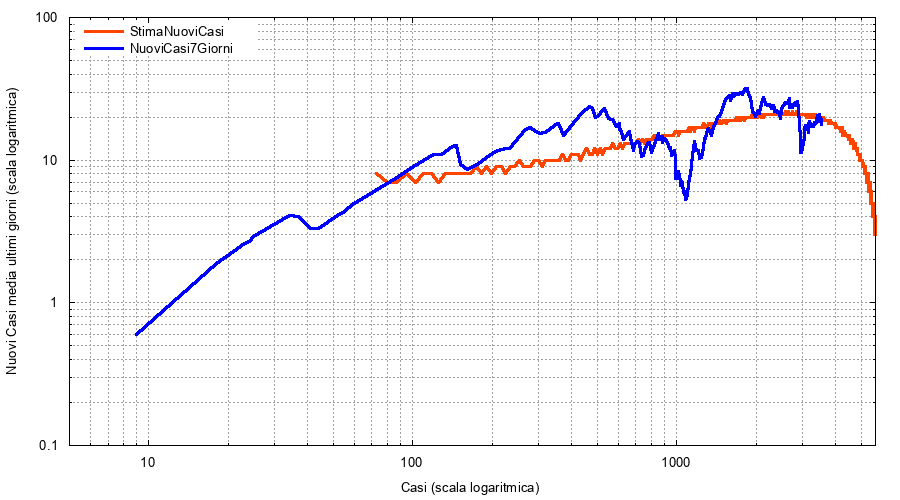 100
StimaNuoviCasi
NuoviCasi7Giorni
10
1
0.1
Nuovi Casi media ultimi giorni (scala logaritmica)
10 100 1000
Casi (scala logaritmica)